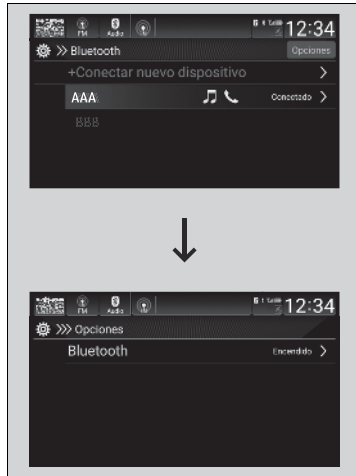 FM Audio 12:34
Bluetooth Opciones
+Conectar nuevo dispositivo
AAA Conectado
BBB
FM Audio 12:34
Opciones
Bluetooth Encendido